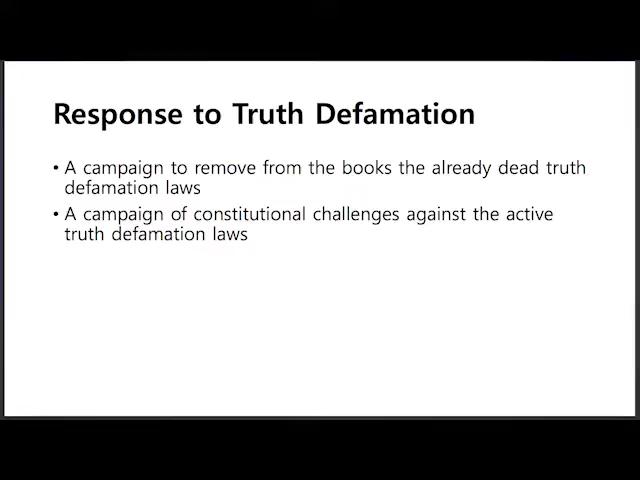 Response to Truth Defamation
• A campaign to remove from the books the already dead truth
defamation laws
• A campaign of constitutional challenges against the active
truth defamation laws